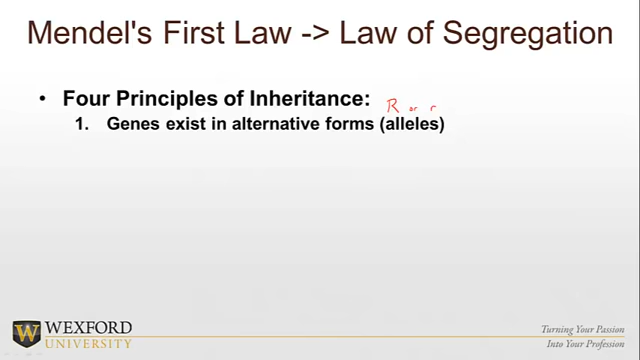 Mendel's First Law -> Law of Segregation
• Four Principles of Inheritance:
R or r
1. Genes exist in alternative forms (alleles)
W WEXFORD
UNIVERSITY
Turning Your Passion
Into Your Profession